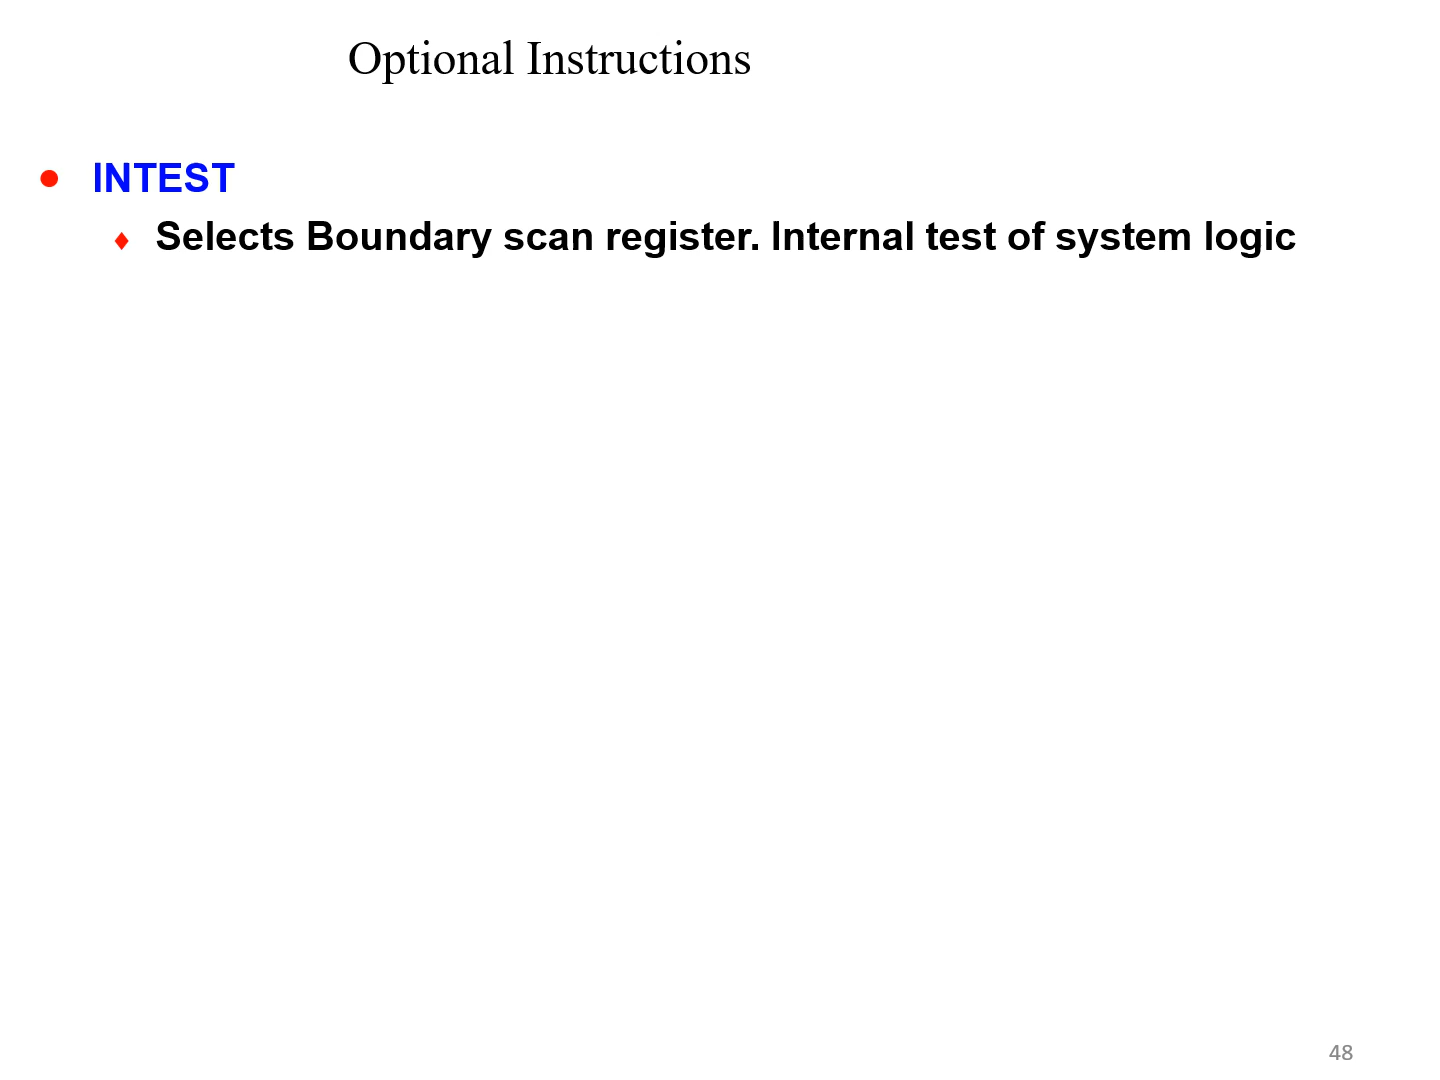 Optional Instructions
INTEST
Selects Boundary scan register. Internal test of system logic
48